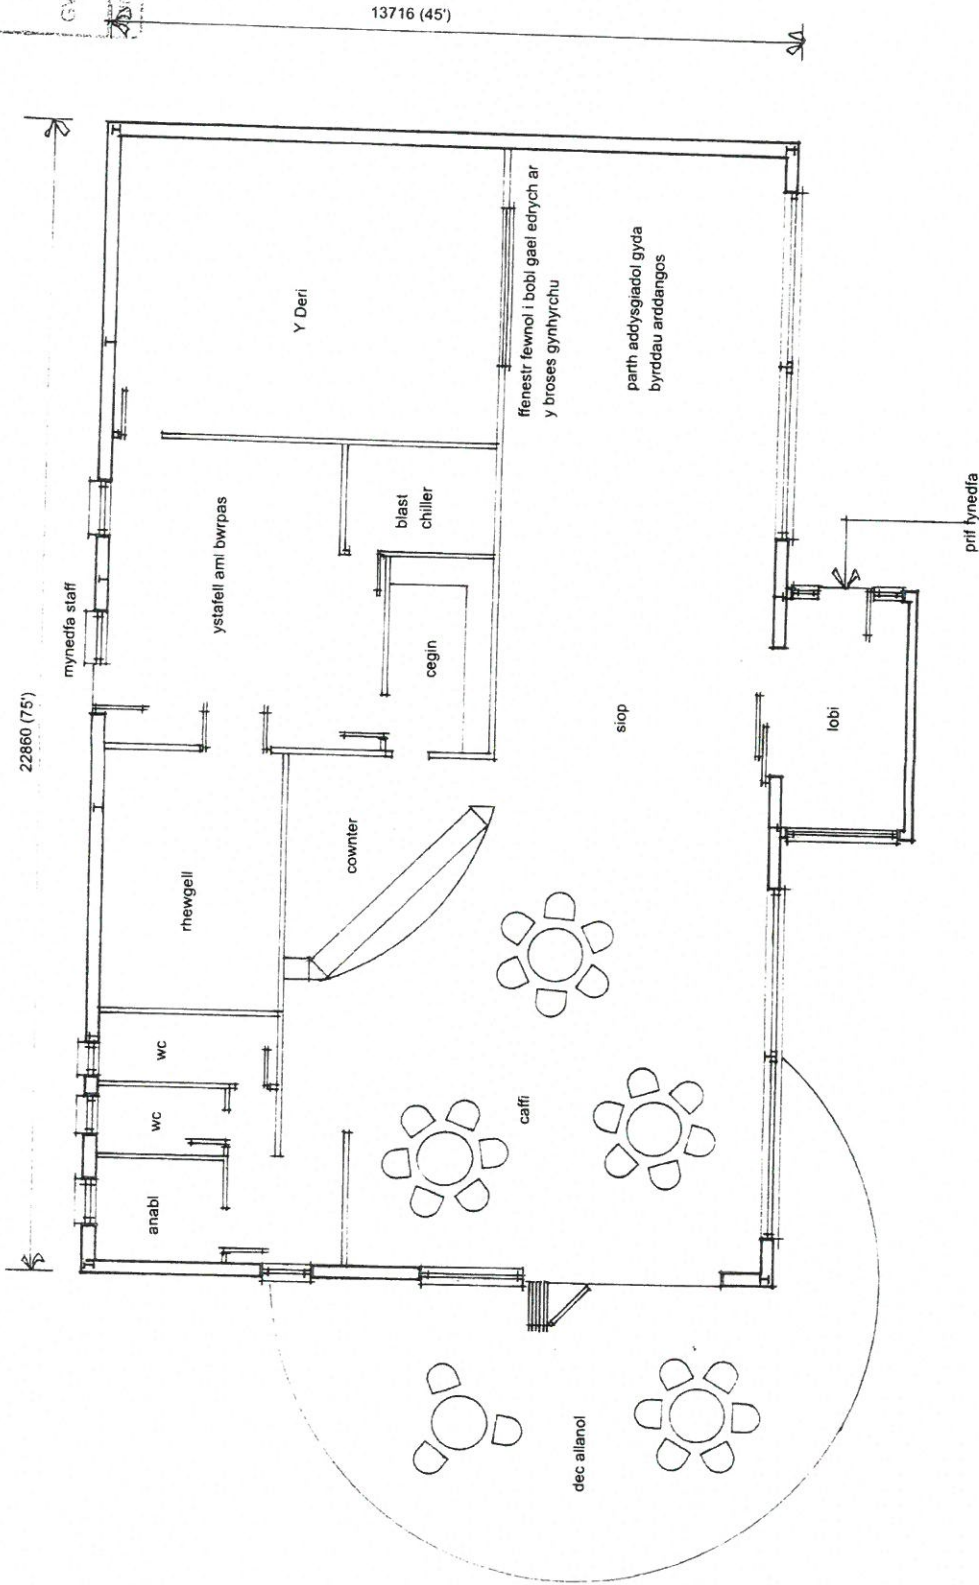 13716 (45')
22860 (75')
mynedfa staff
Y Deri
ystafell aml bwrpas
blast
chiller
ffenestr fewnol i bobl gael edrych ar
y broses gynhyrchu
parth addysgiadol gyda
byrddau arddangos
cegin
rhewgell
cownter
siop
lobi
prif fynedfa
wc
wc
anabl
caffi
dec allanol